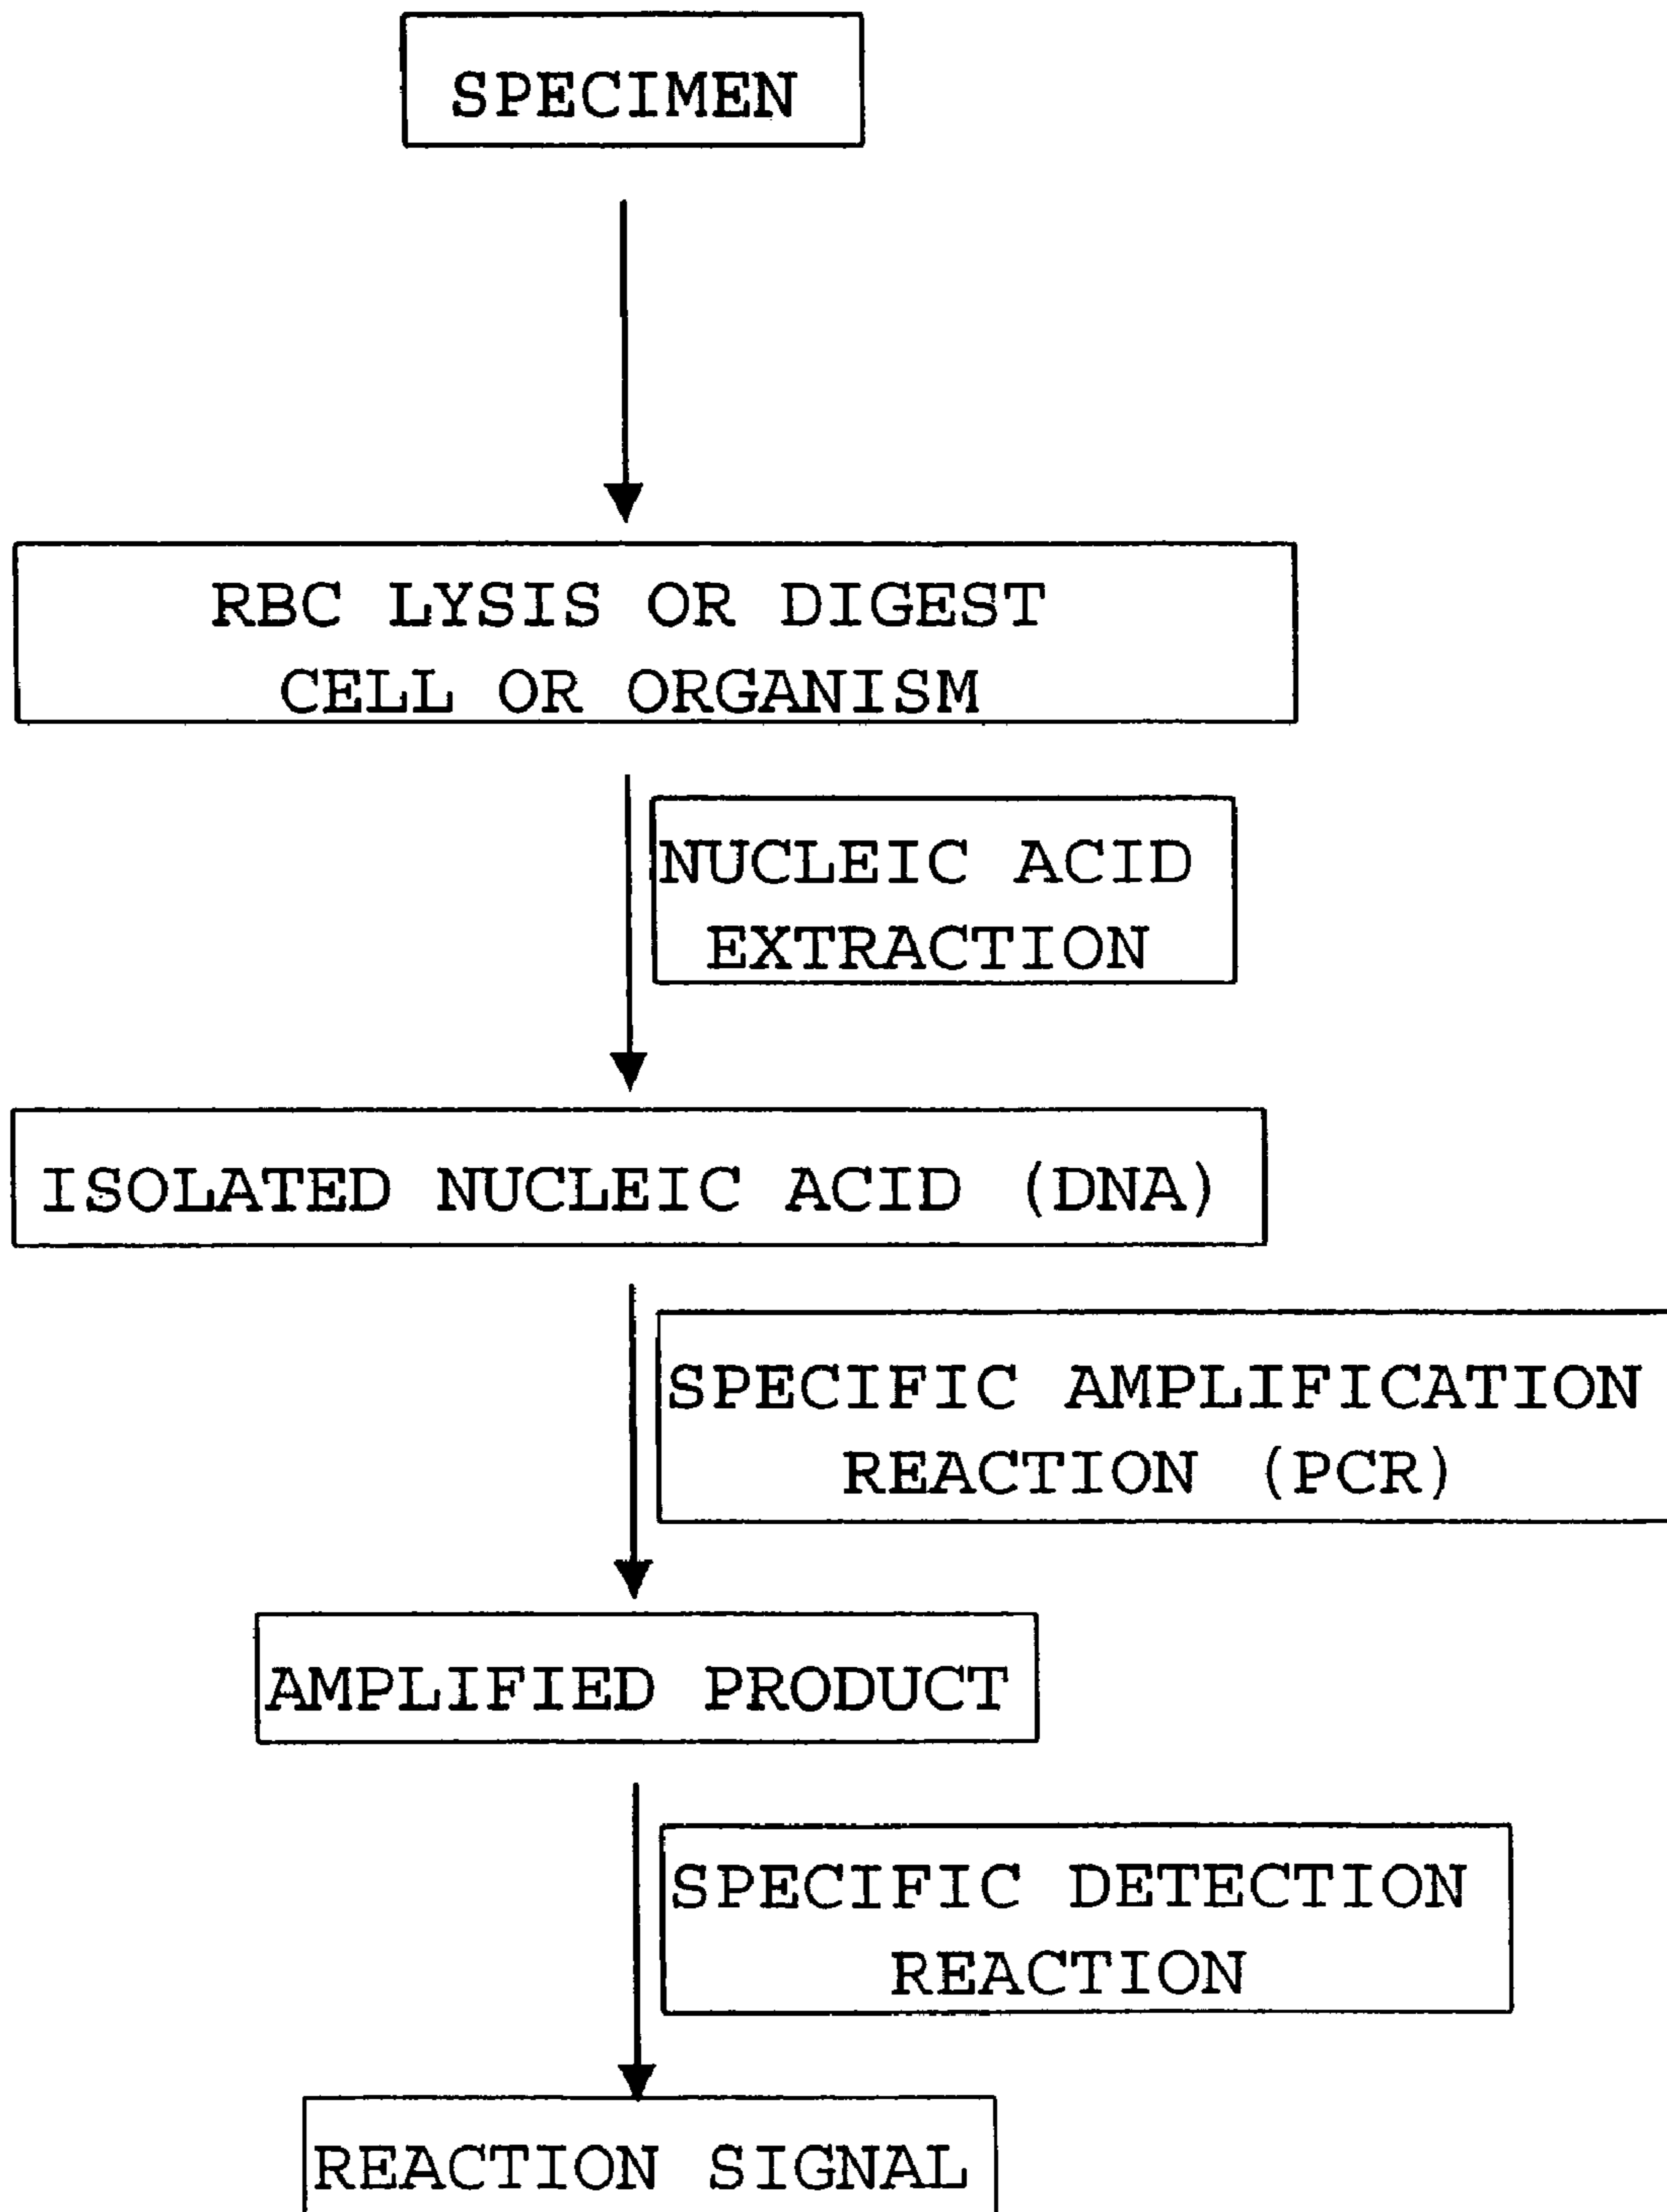 SPECIMEN
RBC LYSIS OR DIGEST
CELL OR ORGANISM
NUCLEIC ACID
EXTRACTION
ISOLATED NUCLEIC ACID (DNA)
SPECIFIC AMPLIFICATION
REACTION (PCR)
AMPLIFIED PRODUCT
SPECIFIC DETECTION
REACTION
REACTION SIGNAL